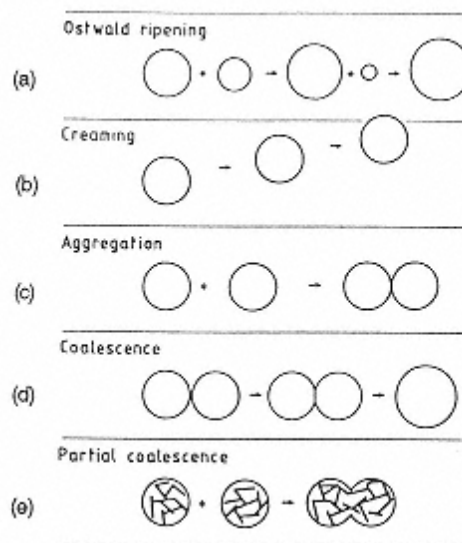 Ostwald ripening
(a)
Creaming
(b)
Aggregation
(c)
Coalescence
(d)
Partial coalescence
(e)